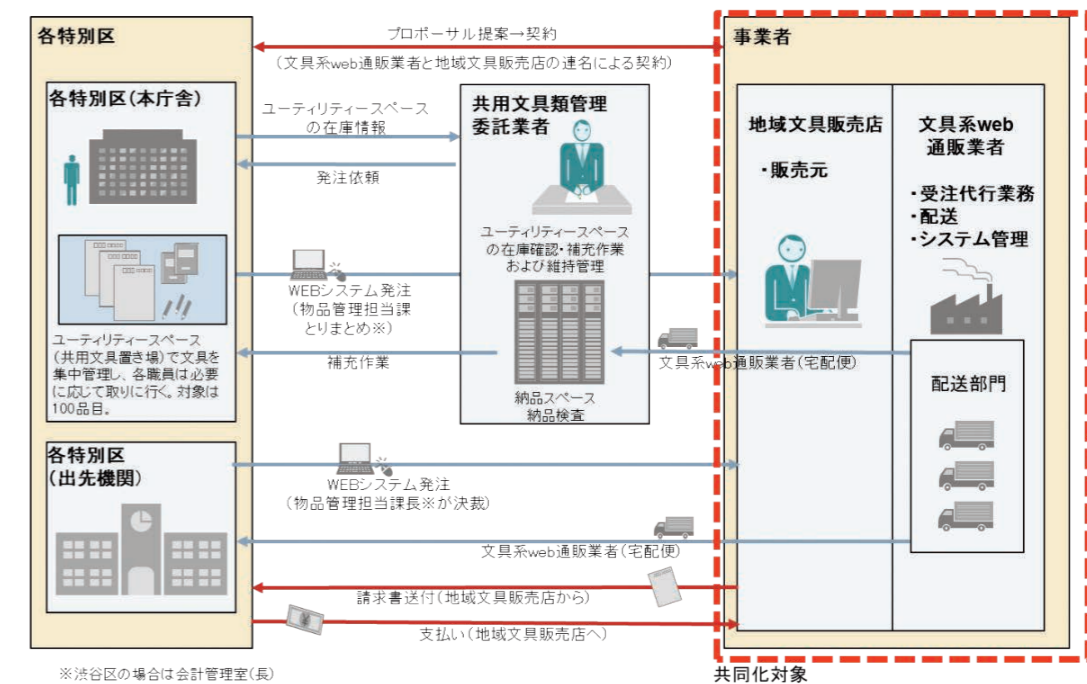 各特別区
プロポーサル提案→契約
(文具系web通販業者と地域文具販売店の連名による契約)
事業者
各特別区(本庁舎)
ユーティリティースペース
の在庫情報
発注依頼
共用文具類管理
委託業者
ユーティリティースペース
の在庫確認・補充作業
および維持管理
地域文具販売店
・販売元
文具系web
通販業者
・受注代行業務
・配送
・システム管理
WEBシステム発注
(物品管理担当課
とりまとめ※)
ユーティリティースペース
(共用文具置き場)で文具を
集中管理し、各職員は必要
に応じて取りに行く。対象は
100品目。
補充作業
文具系web通販業者(宅配便)
納品スペース
納品検査
配送部門
各特別区
(出先機関)
WEBシステム発注
(物品管理担当課長※が決裁)
文具系web通販業者(宅配便)
請求書送付(地域文具販売店から)
支払い(地域文具販売店へ)
※渋谷区の場合は会計管理室(長)
共同化対象